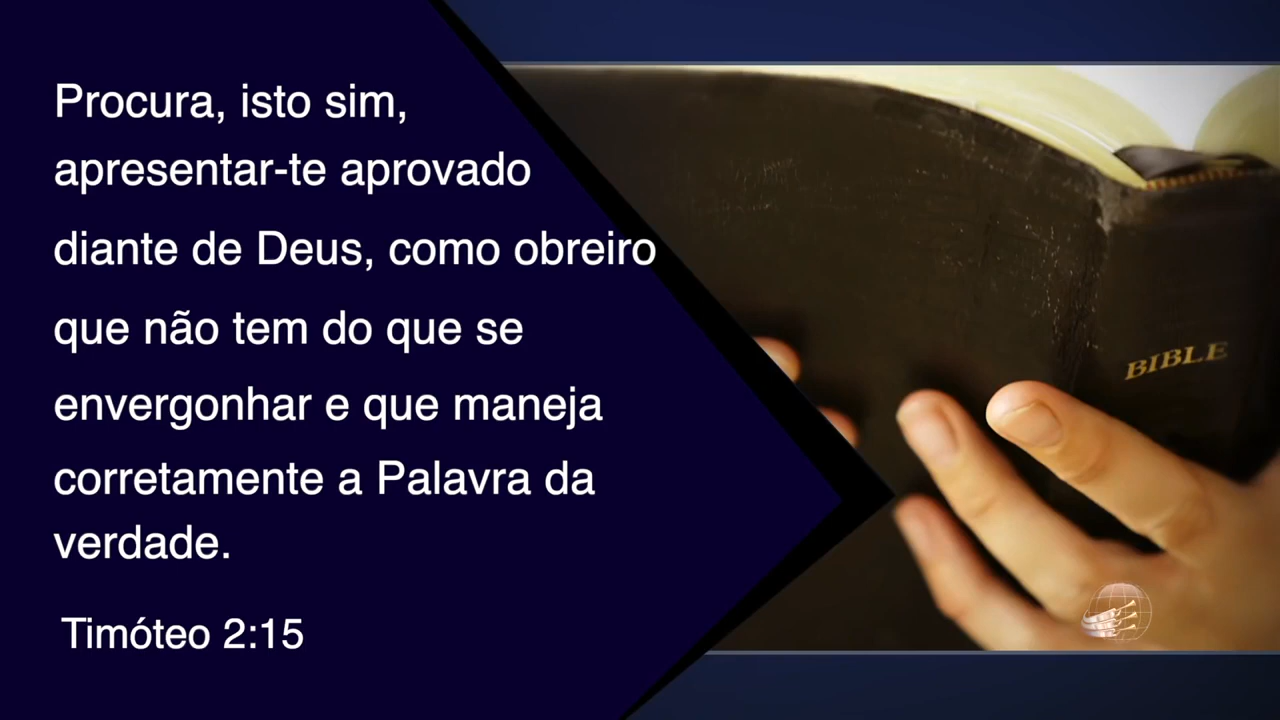 Procura, isto sim,
apresentar-te aprovado
diante de Deus, como obreiro
que não tem do que se
envergonhar e que maneja
corretamente a Palavra da
verdade.
Timóteo 2:15
BIBLE